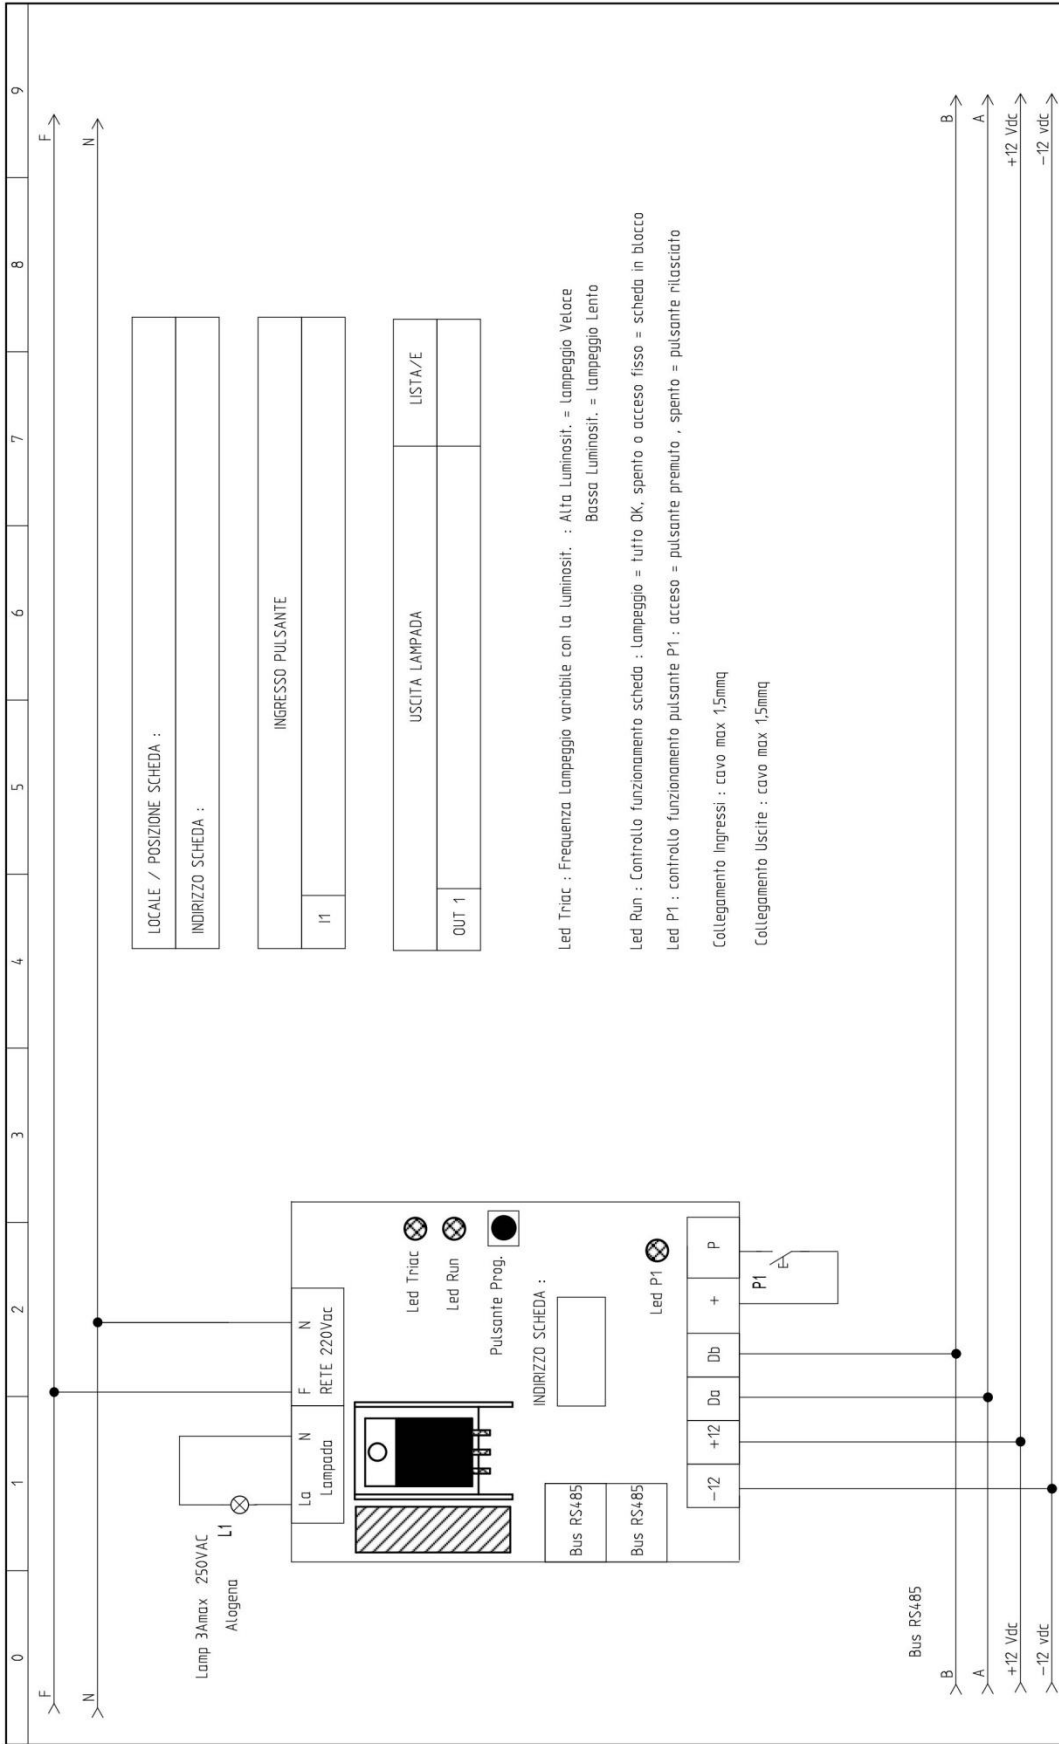 0 1 2 3 4 5 6 7 8 9
F F
N N
Lamp 3Amax 250VAC
Alogena
L1
La N F N
Lampada RETE 220Vac
Led Triac
Led Run
Pulsante Prog.
INDIRIZZO SCHEDA :
Bus RS485
Bus RS485
Led P1
-12 +12 Da Db + P
P1
LOCALE / POSIZIONE SCHEDA :
INDIRIZZO SCHEDA :
INGRESSO PULSANTE
I1
USCITA LAMPADA LISTA/E
OUT 1
Led Triac : Frequenza Lampeggio variabile con la luminosit. : Alta Luminosit. = lampeggio Veloce
Bassa Luminosit. = lampeggio Lento
Led Run : Controllo funzionamento scheda : lampeggio = tutto OK, spento o acceso fisso = scheda in blocco
Led P1 : controllo funzionamento pulsante P1 : acceso = pulsante premuto , spento = pulsante rilasciato
Collegamento Ingressi : cavo max 1,5mmq
Collegamento Uscite : cavo max 1,5mmq
Bus RS485
B B
A A
+12 Vdc +12 Vdc
-12 vdc -12 vdc